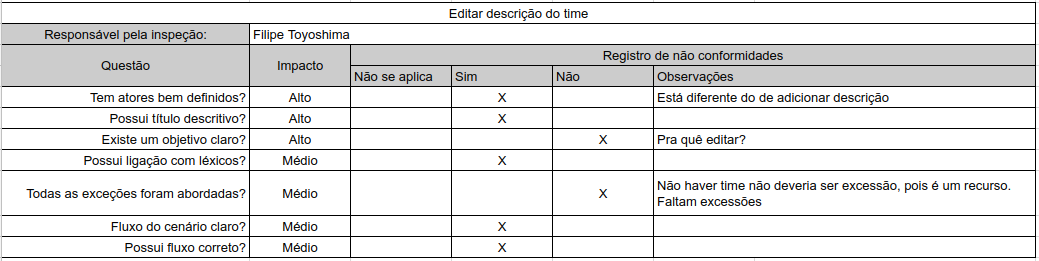 Editar descrição do time
Responsável pela inspeção: Filipe Toyoshima
Questão Impacto Registro de não conformidades
Não se aplica Sim Não Observações
Tem atores bem definidos? Alto X Está diferente do de adicionar descrição
Possui título descritivo? Alto X
Existe um objetivo claro? Alto X Pra quê editar?
Possui ligação com léxicos? Médio X
Todas as exceções foram abordadas? Médio X Não haver time não deveria ser excessão, pois é um recurso.
Faltam excessões
Fluxo do cenário claro? Médio X
Possui fluxo correto? Médio X